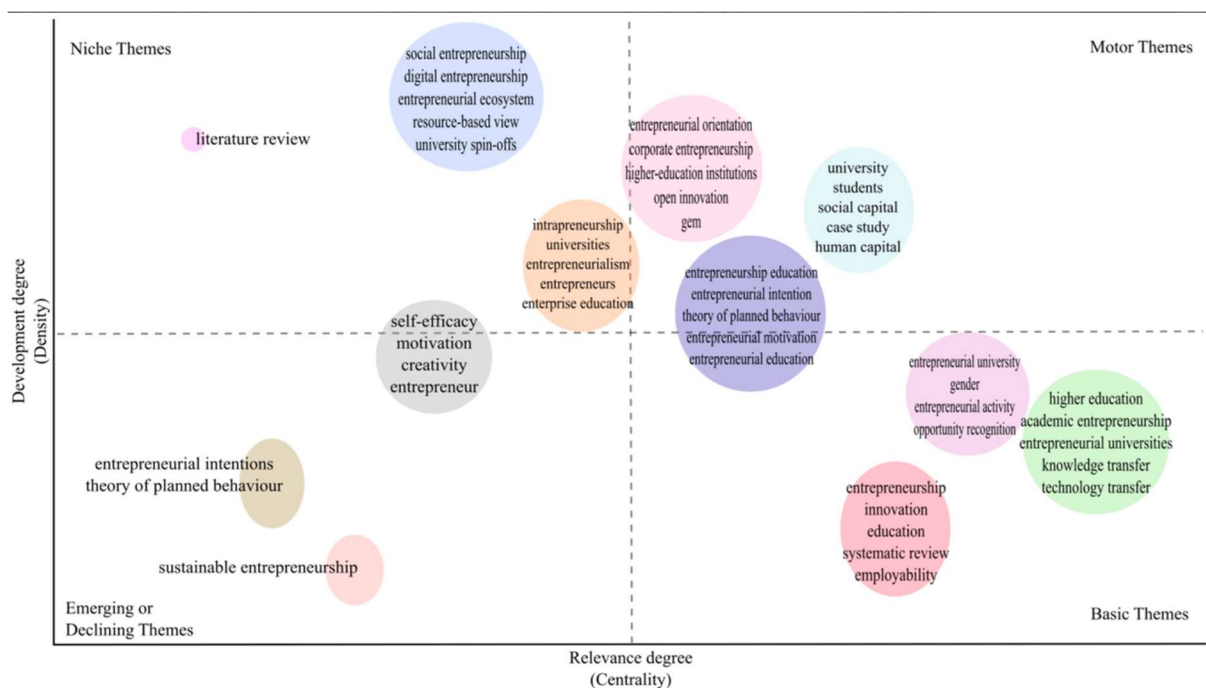 Niche Themes
Motor Themes
social entrepreneurship
digital entrepreneurship
entrepreneurial ecosystem
resource-based view
university spin-offs
literature review
entrepreneurial orientation
corporate entrepreneurship
higher-education institutions
open innovation
gem
university
students
social capital
case study
human capital
intrapreneurship
universities
entrepreneurialism
entrepreneurs
enterprise education
entrepreneurship education
entrepreneurial intention
theory of planned behaviour
entrepreneurial motivation
entrepreneurial education
self-efficacy
motivation
creativity
entrepreneur
entrepreneurial university
gender
entrepreneurial activity
opportunity recognition
higher education
academic entrepreneurship
entrepreneurial universities
knowledge transfer
technology transfer
entrepreneurial intentions
theory of planned behaviour
entrepreneurship
innovation
education
systematic review
employability
sustainable entrepreneurship
Emerging or
Declining Themes
Basic Themes
Development degree
(Density)
Relevance degree
(Centrality)